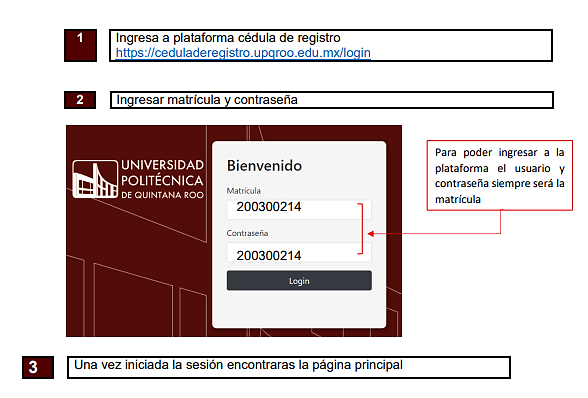 1
Ingresa a plataforma cédula de registro
https://ceduladeregistro.upqroo.edu.mx/login
2
Ingresar matrícula y contraseña
UNIVERSIDAD
POLITÉCNICA
DE QUINTANA ROO
Bienvenido
Matrícula
200300214
Contraseña
200300214
Login
Para poder ingresar a la
plataforma el usuario y
contraseña siempre será la
matrícula
3
Una vez iniciada la sesión encontraras la página principal